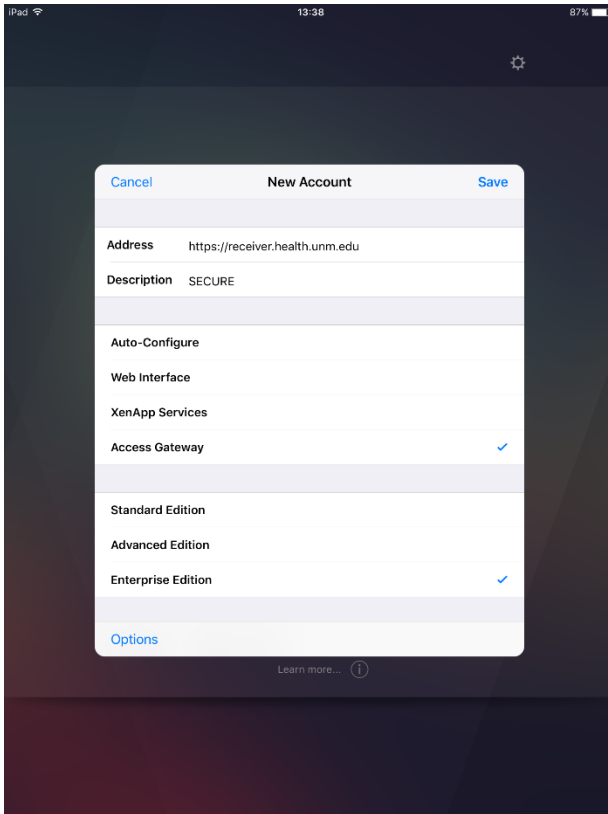 iPad 13:38 87%
Cancel New Account Save
Address https://receiver.health.unm.edu
Description SECURE
Auto-Configure
Web Interface
XenApp Services
Access Gateway
Standard Edition
Advanced Edition
Enterprise Edition
Options
Learn more...